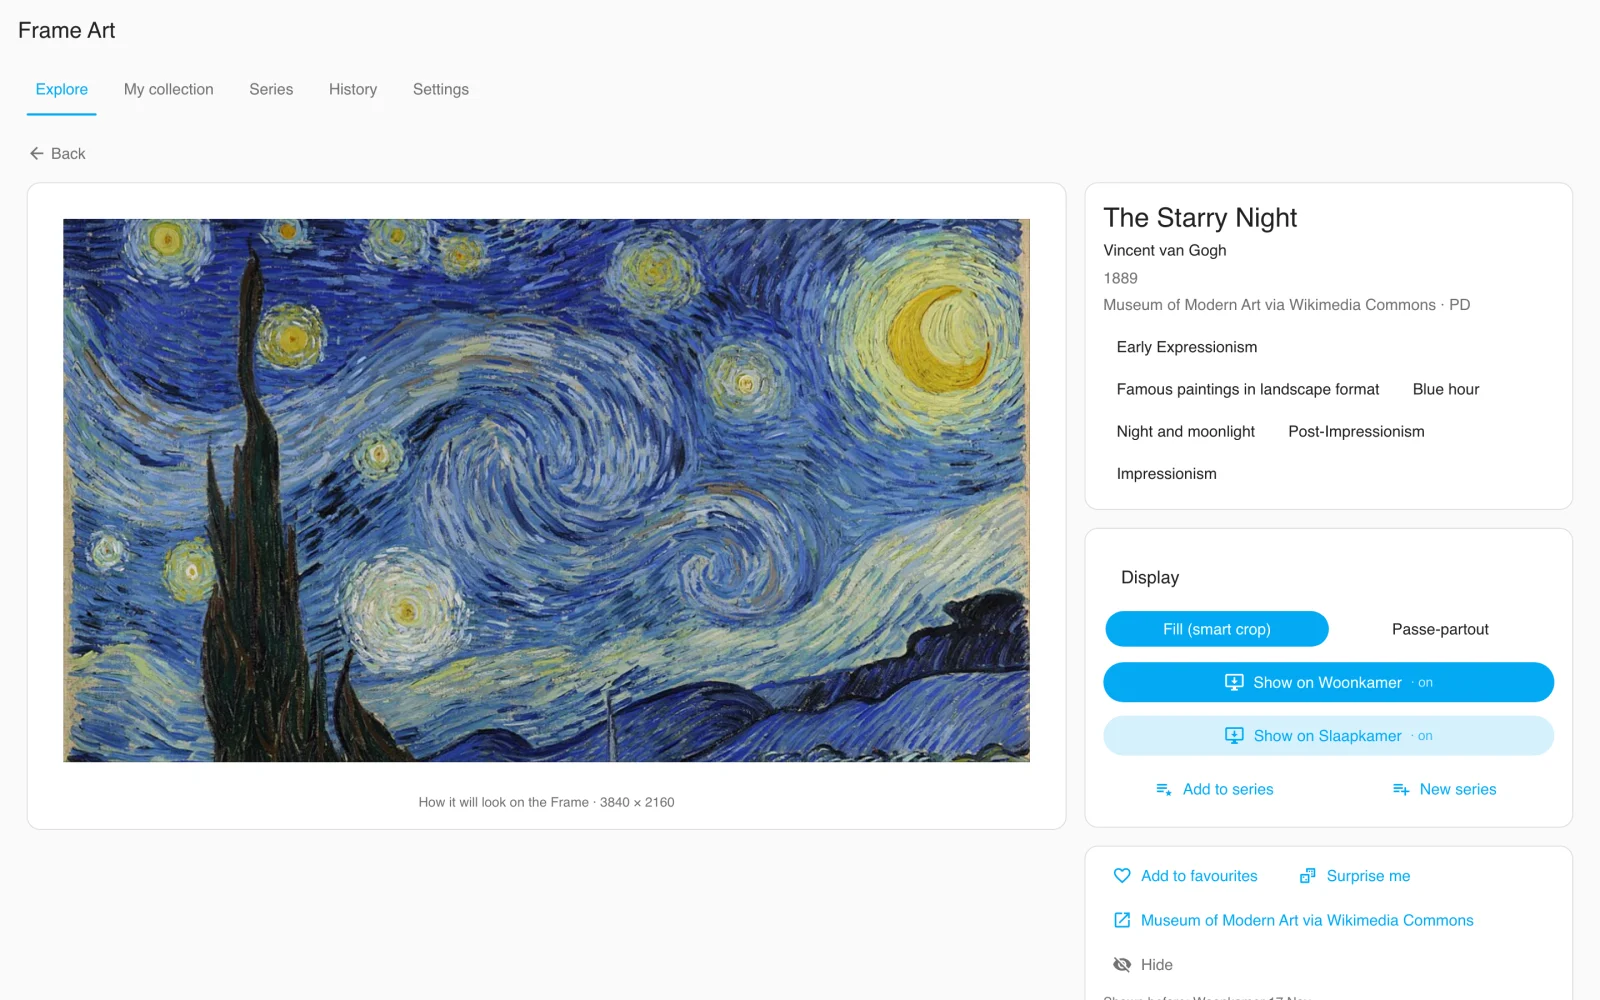 Frame Art
Explore My collection Series History Settings
Back
The Starry Night
Vincent van Gogh
1889
Museum of Modern Art via Wikimedia Commons · PD
Early Expressionism
Famous paintings in landscape format Blue hour
Night and moonlight Post-Impressionism
Impressionism
How it will look on the Frame · 3840 × 2160
Display
Fill (smart crop) Passe-partout
Show on Woonkamer · on
Show on Slaapkamer · on
Add to series New series
Add to favourites Surprise me
Museum of Modern Art via Wikimedia Commons
Hide